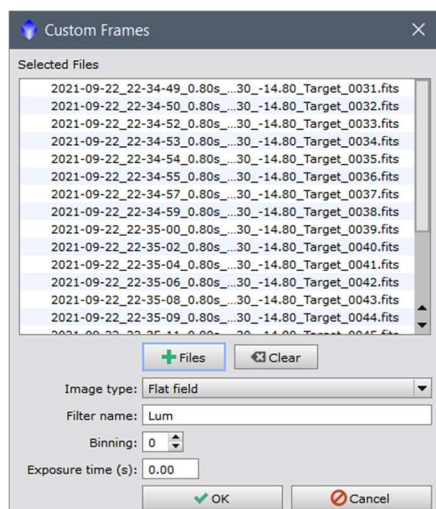 Custom Frames
Selected Files
2021-09-22_22-34-49_0.80s_...30_-14.80_Target_0031.fits
2021-09-22_22-34-50_0.80s_...30_-14.80_Target_0032.fits
2021-09-22_22-34-52_0.80s_...30_-14.80_Target_0033.fits
2021-09-22_22-34-53_0.80s_...30_-14.80_Target_0034.fits
2021-09-22_22-34-54_0.80s_...30_-14.80_Target_0035.fits
2021-09-22_22-34-55_0.80s_...30_-14.80_Target_0036.fits
2021-09-22_22-34-57_0.80s_...30_-14.80_Target_0037.fits
2021-09-22_22-34-59_0.80s_...30_-14.80_Target_0038.fits
2021-09-22_22-35-00_0.80s_...30_-14.80_Target_0039.fits
2021-09-22_22-35-02_0.80s_...30_-14.80_Target_0040.fits
2021-09-22_22-35-04_0.80s_...30_-14.80_Target_0041.fits
2021-09-22_22-35-06_0.80s_...30_-14.80_Target_0042.fits
2021-09-22_22-35-08_0.80s_...30_-14.80_Target_0043.fits
2021-09-22_22-35-09_0.80s_...30_-14.80_Target_0044.fits
Files Clear
Image type: Flat field
Filter name: Lum
Binning: 0
Exposure time (s): 0.00
OK Cancel